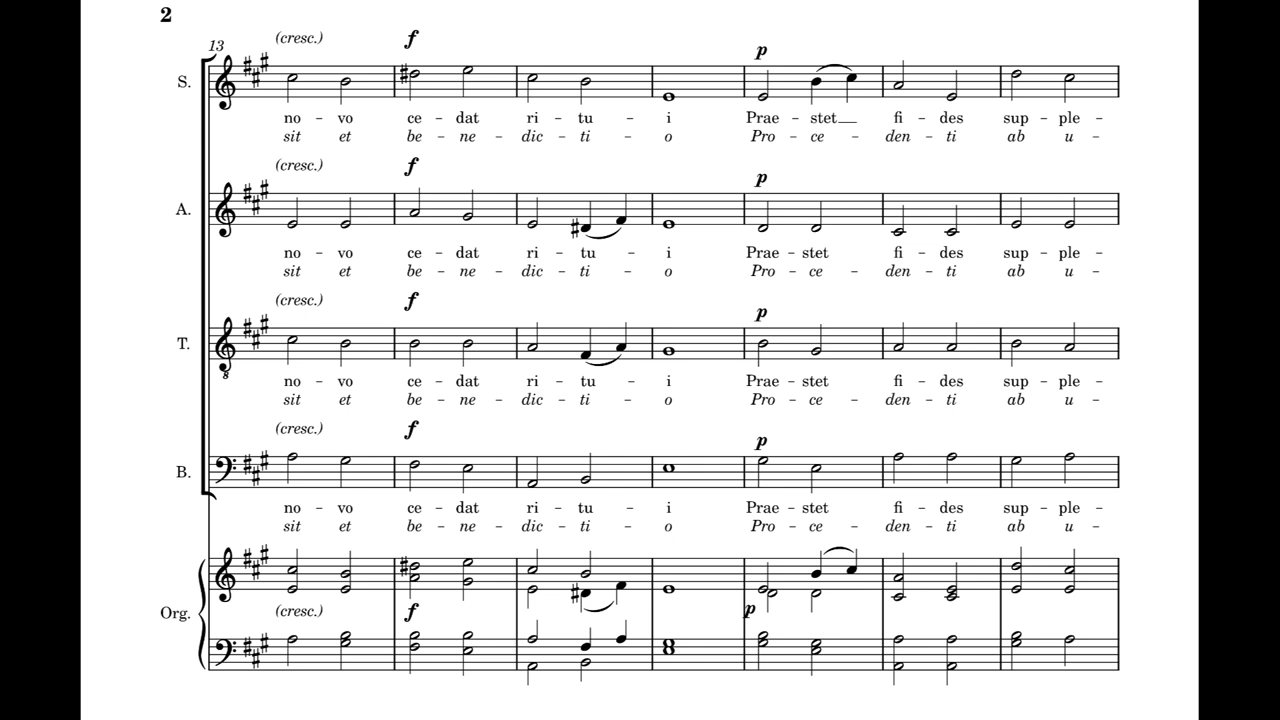 2
13
(cresc.) f p
S.
no – vo ce – dat ri – tu – i Prae – stet__ fi – des sup – ple –
sit et be – ne – dic – ti – o Pro – ce – den – ti ab u –
(cresc.) f p
A.
no – vo ce – dat ri – tu – i Prae – stet fi – des sup – ple –
sit et be – ne – dic – ti – o Pro – ce – den – ti ab u –
(cresc.) f p
T.
8
no – vo ce – dat ri – tu – i Prae – stet fi – des sup – ple –
sit et be – ne – dic – ti – o Pro – ce – den – ti ab u –
(cresc.) f p
B.
no – vo ce – dat ri – tu – i Prae – stet fi – des sup – ple –
sit et be – ne – dic – ti – o Pro – ce – den – ti ab u –
Org. (cresc.) f p